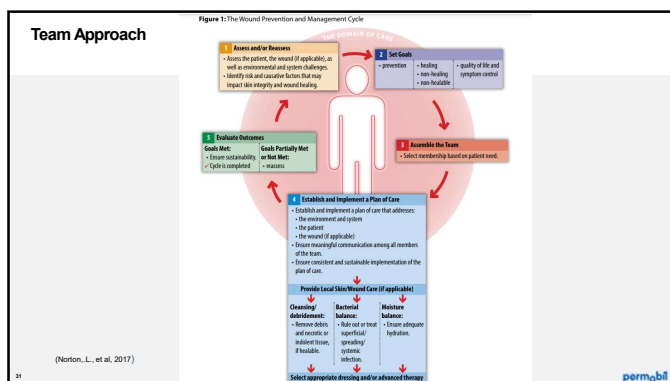 Team Approach
Figure 1: The Wound Prevention and Management Cycle
THE DOMAIN OF CARE
1 Assess and/or Reassess
• Assess the patient, the wound (if applicable), as
well as environmental and system challenges.
• Identify risk and causative factors that may
impact skin integrity and wound healing.
2 Set Goals
• prevention
• healing
• non-healing
• non-healable
• quality of life and
symptom control
3 Assemble the Team
• Select membership based on patient need.
4 Establish and Implement a Plan of Care
• Establish and implement a plan of care that addresses:
• the environment and system
• the patient
• the wound (if applicable)
• Ensure meaningful communication among all members
of the team.
• Ensure consistent and sustainable implementation of the
plan of care.
Provide Local Skin/Wound Care (if applicable)
Cleansing/
debridement:
• Remove debris
and necrotic or
indolent tissue,
if healable.
Bacterial
balance:
• Rule out or treat
superficial/
spreading/
systemic
infection.
Moisture
balance:
• Ensure adequate
hydration.
Select appropriate dressing and/or advanced therapy
5 Evaluate Outcomes
Goals Met:
• Ensure sustainability.
✓ Cycle is completed
Goals Partially Met
or Not Met:
• reassess
(Norton,.L., et al, 2017)
31
permobil